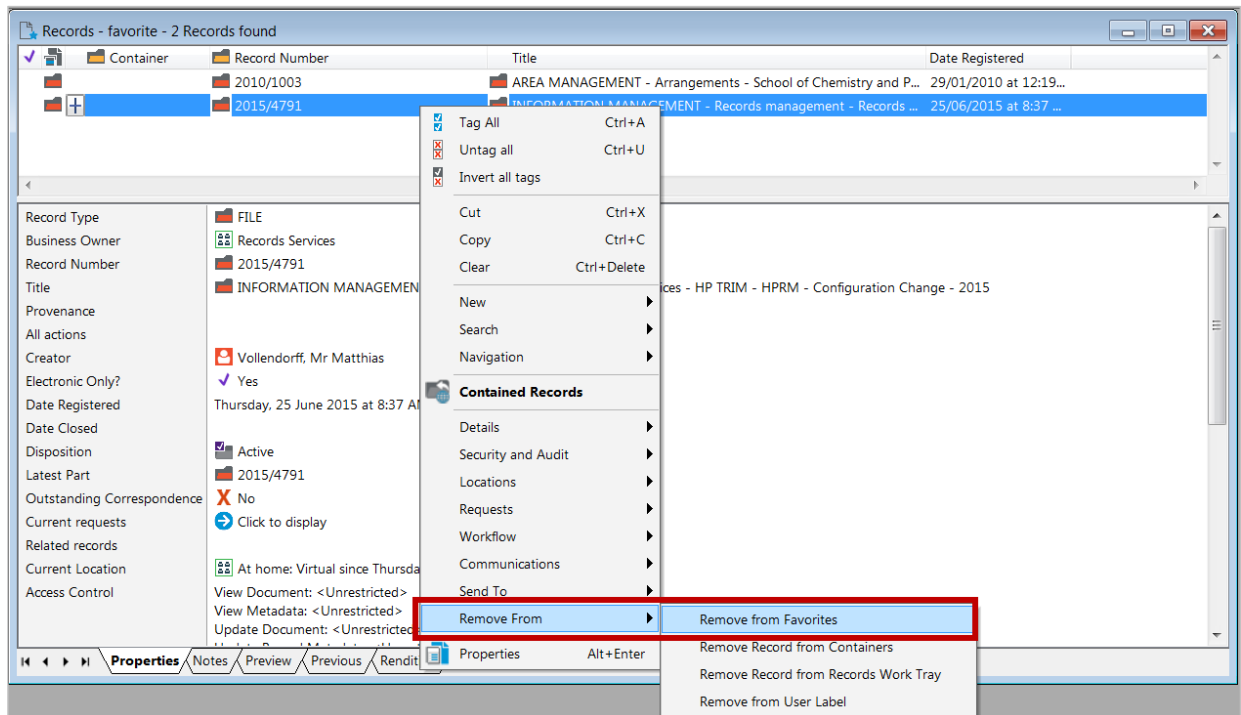 Records - favorite - 2 Records found
Container Record Number Title Date Registered
2010/1003 AREA MANAGEMENT - Arrangements - School of Chemistry and P... 29/01/2010 at 12:19...
2015/4791 INFORMATION MANAGEMENT - Records management - Records ... 25/06/2015 at 8:37 ...
Tag All Ctrl+A
Untag all Ctrl+U
Invert all tags
Cut Ctrl+X
Copy Ctrl+C
Clear Ctrl+Delete
New
Search
Navigation
Contained Records
Details
Security and Audit
Locations
Requests
Workflow
Communications
Send To
Remove From
Properties Alt+Enter
Remove from Favorites
Remove Record from Containers
Remove Record from Records Work Tray
Remove from User Label
Record Type FILE
Business Owner Records Services
Record Number 2015/4791
Title INFORMATION MANAGEMEN ices - HP TRIM - HPRM - Configuration Change - 2015
Provenance
All actions
Creator Vollendorff, Mr Matthias
Electronic Only? Yes
Date Registered Thursday, 25 June 2015 at 8:37 AM
Date Closed
Disposition Active
Latest Part 2015/4791
Outstanding Correspondence No
Current requests Click to display
Related records
Current Location At home: Virtual since Thursda
Access Control View Document: <Unrestricted>
View Metadata: <Unrestricted>
Update Document: <Unrestricted
Properties Notes Preview Previous Rendit